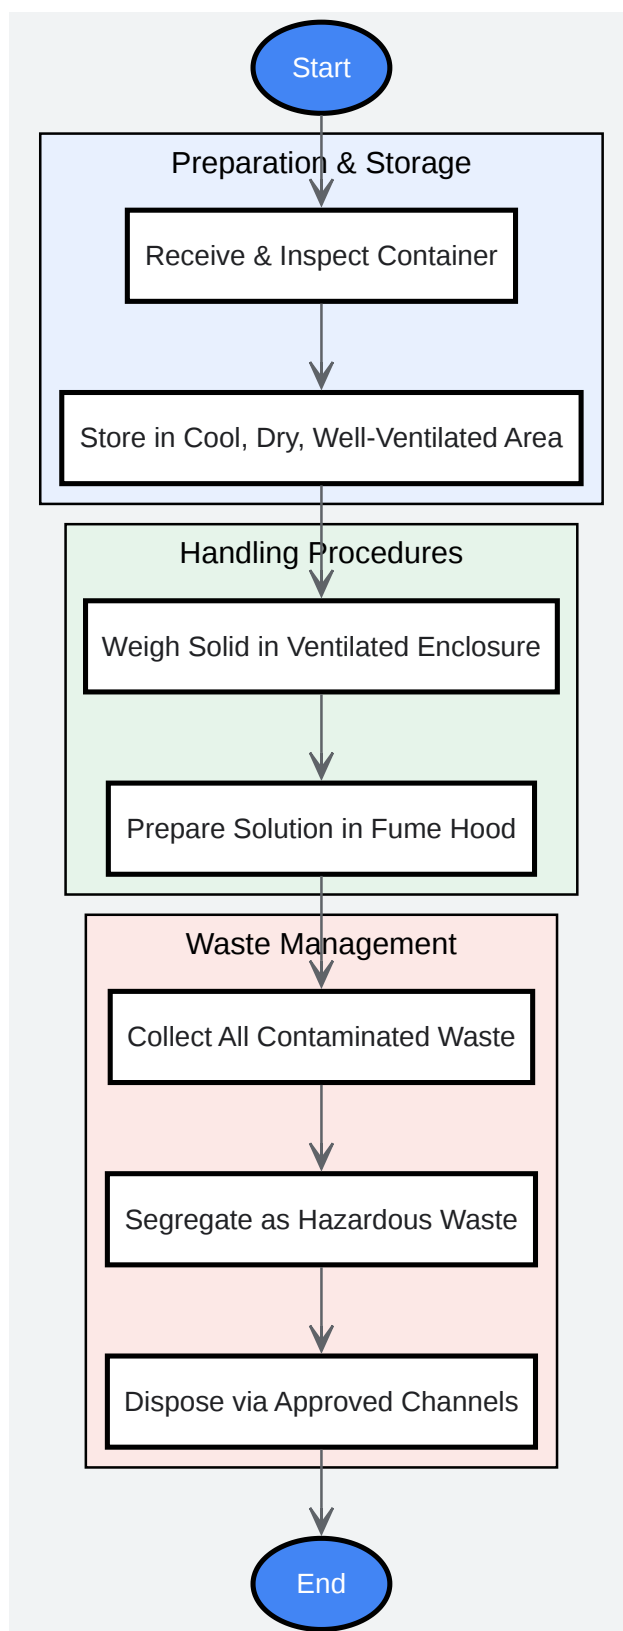 Start
Preparation & Storage
Receive & Inspect Container
Store in Cool, Dry, Well-Ventilated Area
Handling Procedures
Weigh Solid in Ventilated Enclosure
Prepare Solution in Fume Hood
Waste Management
Collect All Contaminated Waste
Segregate as Hazardous Waste
Dispose via Approved Channels
End